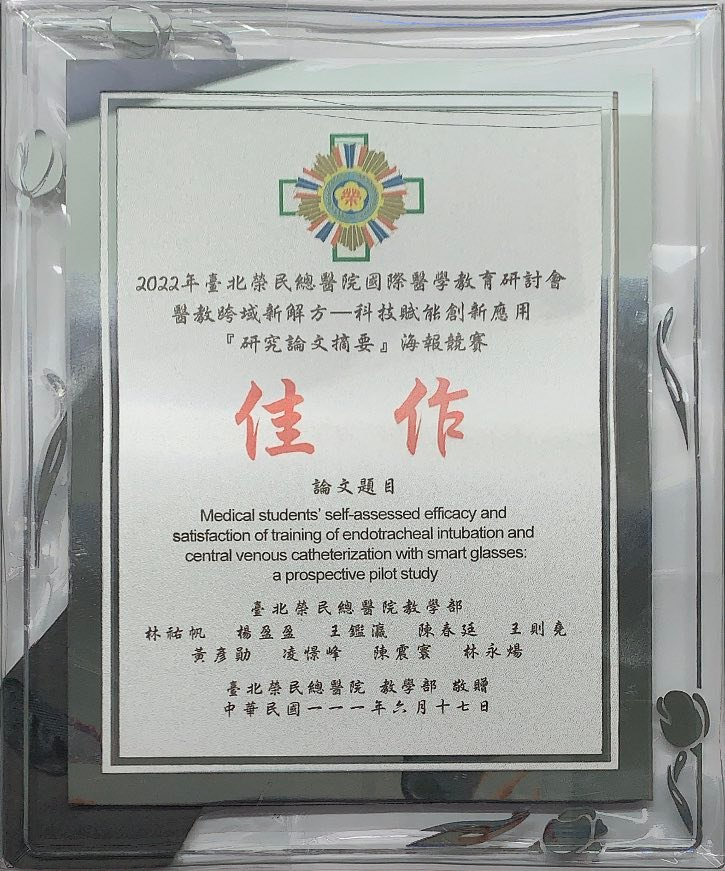 榮
2022年臺北榮民總醫院國際醫學教育研討會
醫教跨域新解方—科技賦能創新應用
『研究論文摘要』海報競賽
佳作
論文題目
Medical students' self-assessed efficacy and
satisfaction of training of endotracheal intubation and
central venous catheterization with smart glasses:
a prospective pilot study
臺北榮民總醫院教學部
林祐帆 楊盈盈 王鑑瀛 陳春廷 王則堯
黃彥勛 凌憬峰 陳震寰 林永煬
臺北榮民總醫院 教學部 敬贈
中華民國一一一年六月十七日